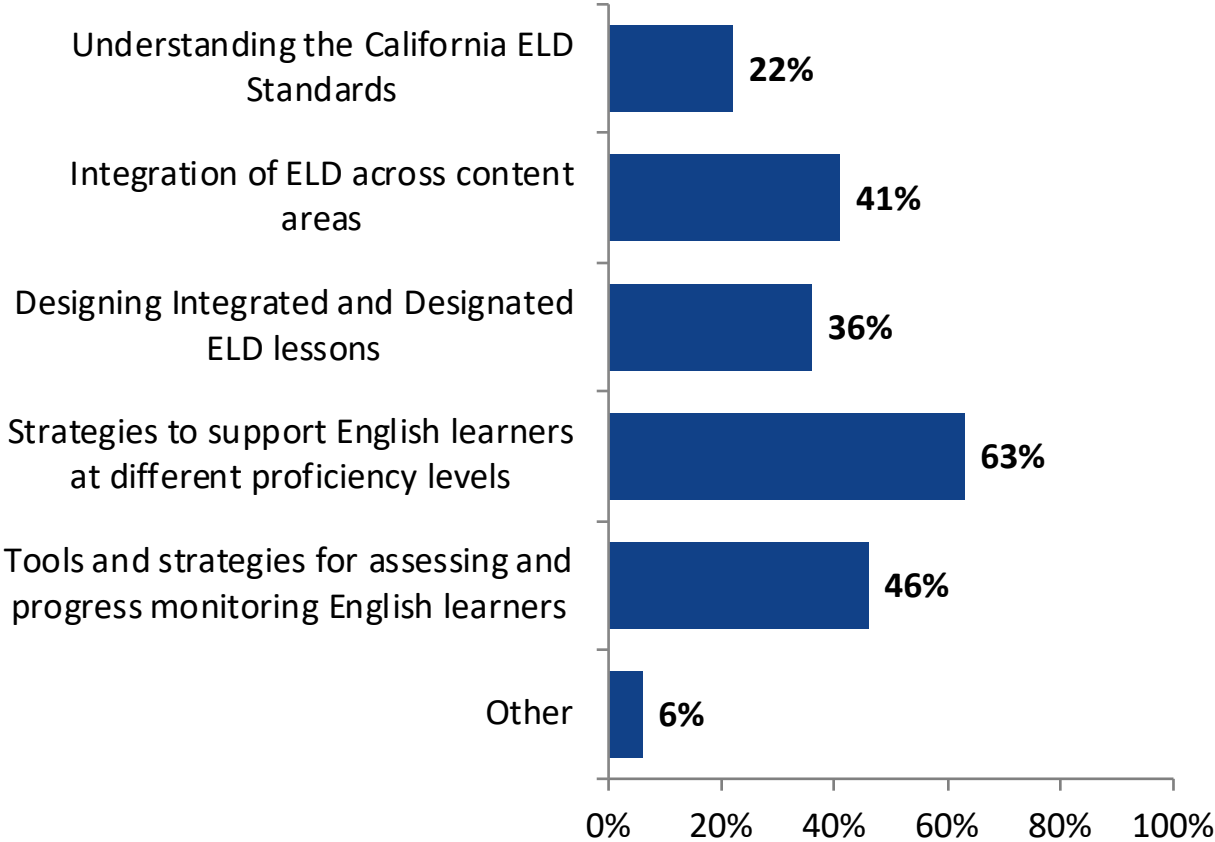 Understanding the California ELD
Standards
22%
Integration of ELD across content
areas
41%
Designing Integrated and Designated
ELD lessons
36%
Strategies to support English learners
at different proficiency levels
63%
Tools and strategies for assessing and
progress monitoring English learners
46%
Other
6%
0% 20% 40% 60% 80% 100%